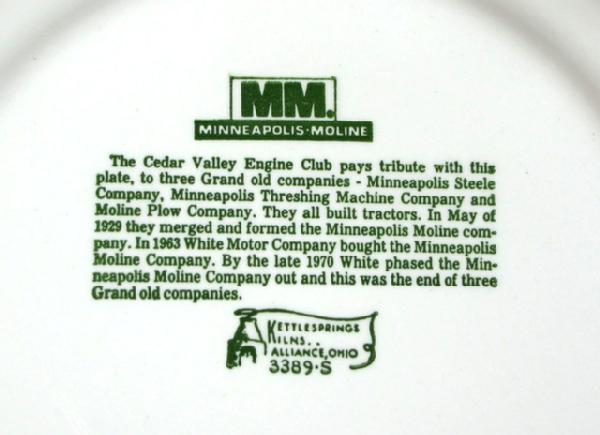 MM.
MINNEAPOLIS·MOLINE
The Cedar Valley Engine Club pays tribute with this
plate, to three Grand old companies - Minneapolis Steele
Company, Minneapolis Threshing Machine Company and
Moline Plow Company. They all built tractors. In May of
1929 they merged and formed the Minneapolis Moline com-
pany. In 1963 White Motor Company bought the Minneapolis
Moline Company. By the late 1970 White phased the Min-
neapolis Moline Company out and this was the end of three
Grand old companies.
KETTLESPRINGS
KILNS..
ALLIANCE, OHIO
3389·S